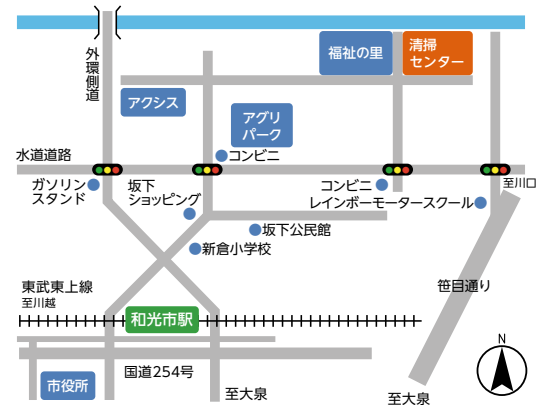 外環側道
福祉の里
清掃
センター
アクシス
アグリ
パーク
水道道路
コンビニ
ガソリン
スタンド
坂下
ショッピング
コンビニ
至川口
レインボーモータースクール
坂下公民館
新倉小学校
東武東上線
至川越
和光市駅
笹目通り
N
国道254号
市役所
至大泉
至大泉